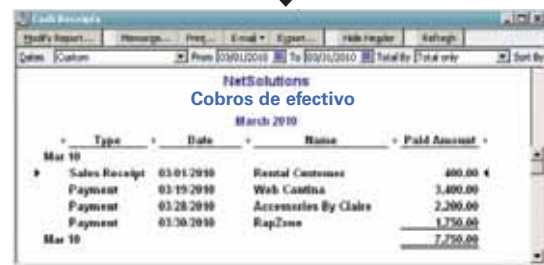 Cash Receipts
Modify Report... Memorize... Print... E-mail Export... Hide Header Refresh
Dates Custom From 03/01/2010 To 03/31/2010 Total By Total only Sort By
NetSolutions
Cobros de efectivo
March 2010
Type Date Name Paid Amount
Mar 10
Sales Receipt 03/01/2010 Rental Customer 400.00
Payment 03/19/2010 Web Cantina 3,400.00
Payment 03/28/2010 Accessories By Claire 2,200.00
Payment 03/30/2010 RapZone 1,750.00
Mar 10 7,750.00